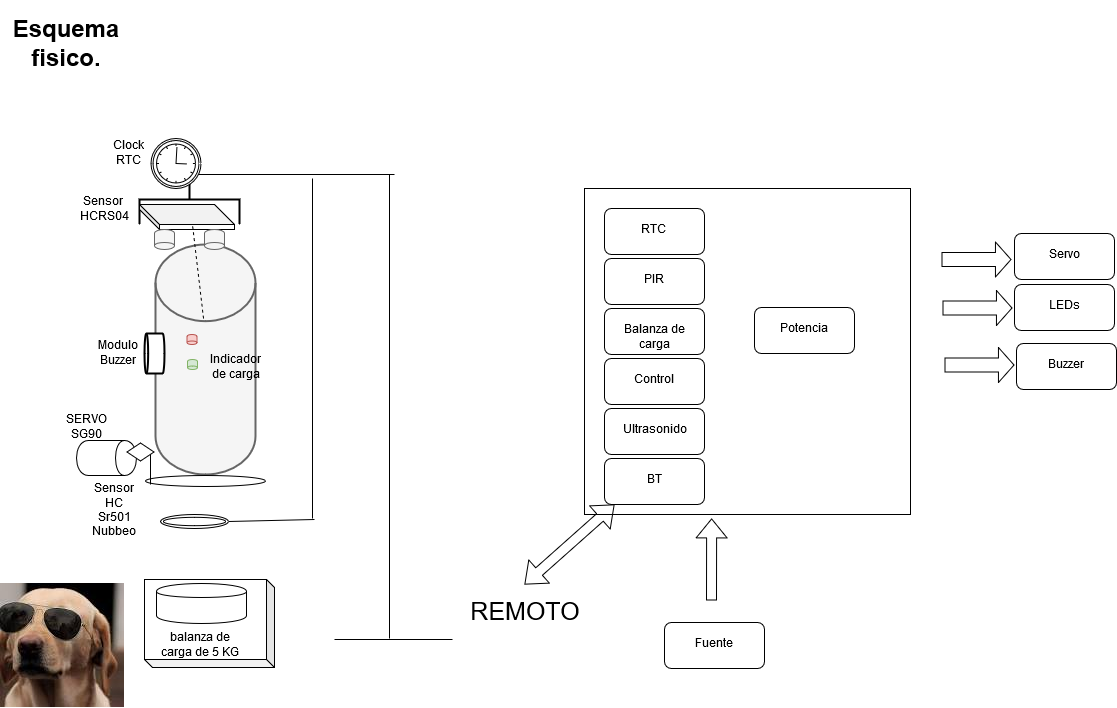 Esquema
fisico.
Clock
RTC
Sensor
HCRS04
Modulo
Buzzer
Indicador
de carga
SERVO
SG90
Sensor
HC
Sr501
Nubbeo
balanza de
carga de 5 KG
RTC
PIR
Balanza de
carga
Control
Ultrasonido
BT
Potencia
Servo
LEDs
Buzzer
REMOTO
Fuente